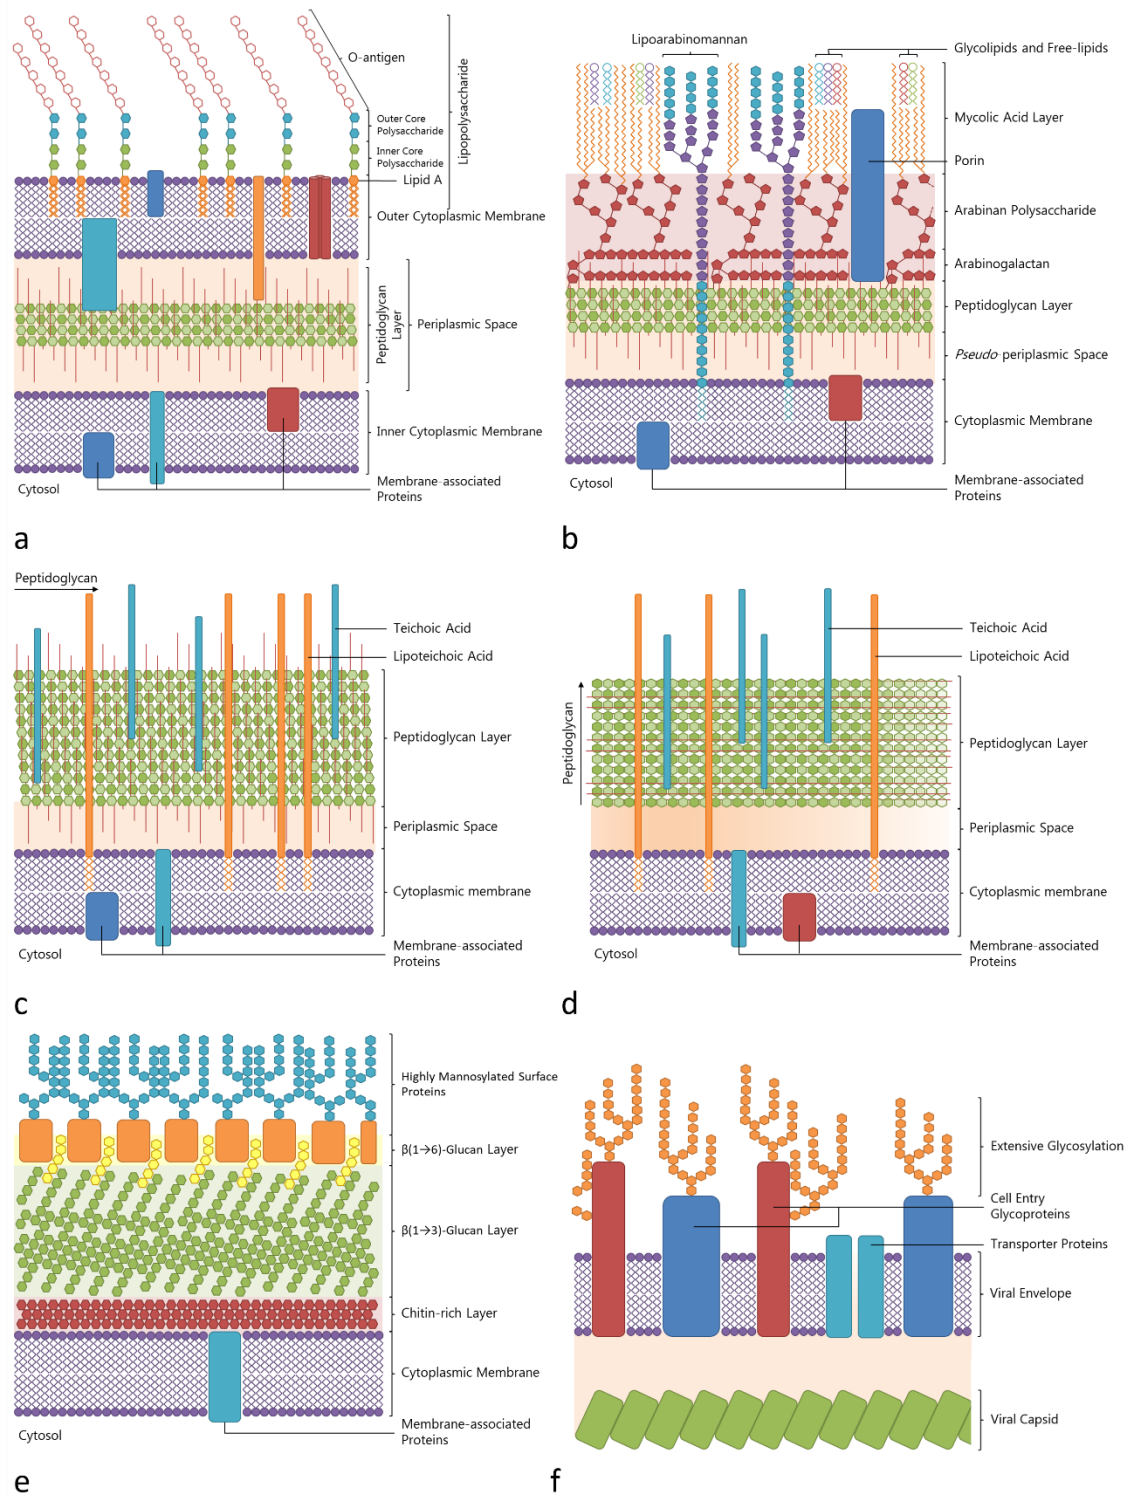 O-antigen
Outer Core
Polysaccharide
Inner Core
Polysaccharide
Lipopolysaccharide
Lipid A
Outer Cytoplasmic Membrane
Peptidoglycan
Layer
Periplasmic Space
Inner Cytoplasmic Membrane
Membrane-associated
Proteins
Cytosol
a
Lipoarabinomannan
Glycolipids and Free-lipids
Mycolic Acid Layer
Porin
Arabinan Polysaccharide
Arabinogalactan
Peptidoglycan Layer
Pseudo-periplasmic Space
Cytoplasmic Membrane
Membrane-associated
Proteins
Cytosol
b
Peptidoglycan
Teichoic Acid
Lipoteichoic Acid
Peptidoglycan Layer
Periplasmic Space
Cytoplasmic membrane
Membrane-associated
Proteins
Cytosol
c
Peptidoglycan
Teichoic Acid
Lipoteichoic Acid
Peptidoglycan Layer
Periplasmic Space
Cytoplasmic membrane
Membrane-associated
Proteins
Cytosol
d
Highly Mannosylated Surface
Proteins
β(1→6)-Glucan Layer
β(1→3)-Glucan Layer
Chitin-rich Layer
Cytoplasmic Membrane
Membrane-associated
Proteins
Cytosol
e
Extensive Glycosylation
Cell Entry
Glycoproteins
Transporter Proteins
Viral Envelope
Viral Capsid
f